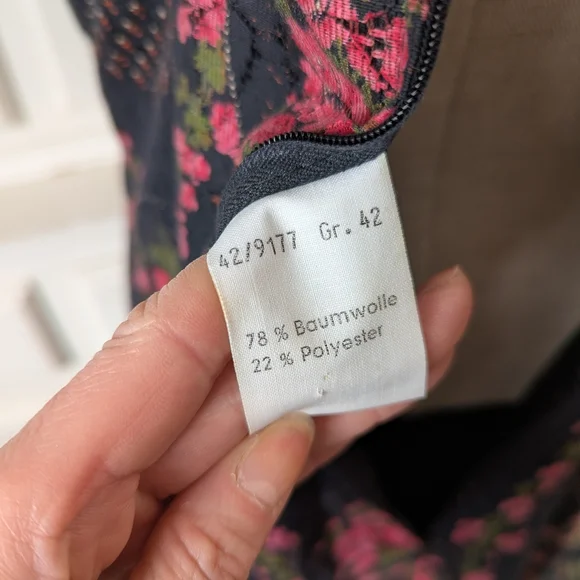 42/9177 Gr. 42
78 % Baumwolle
22 % Polyester